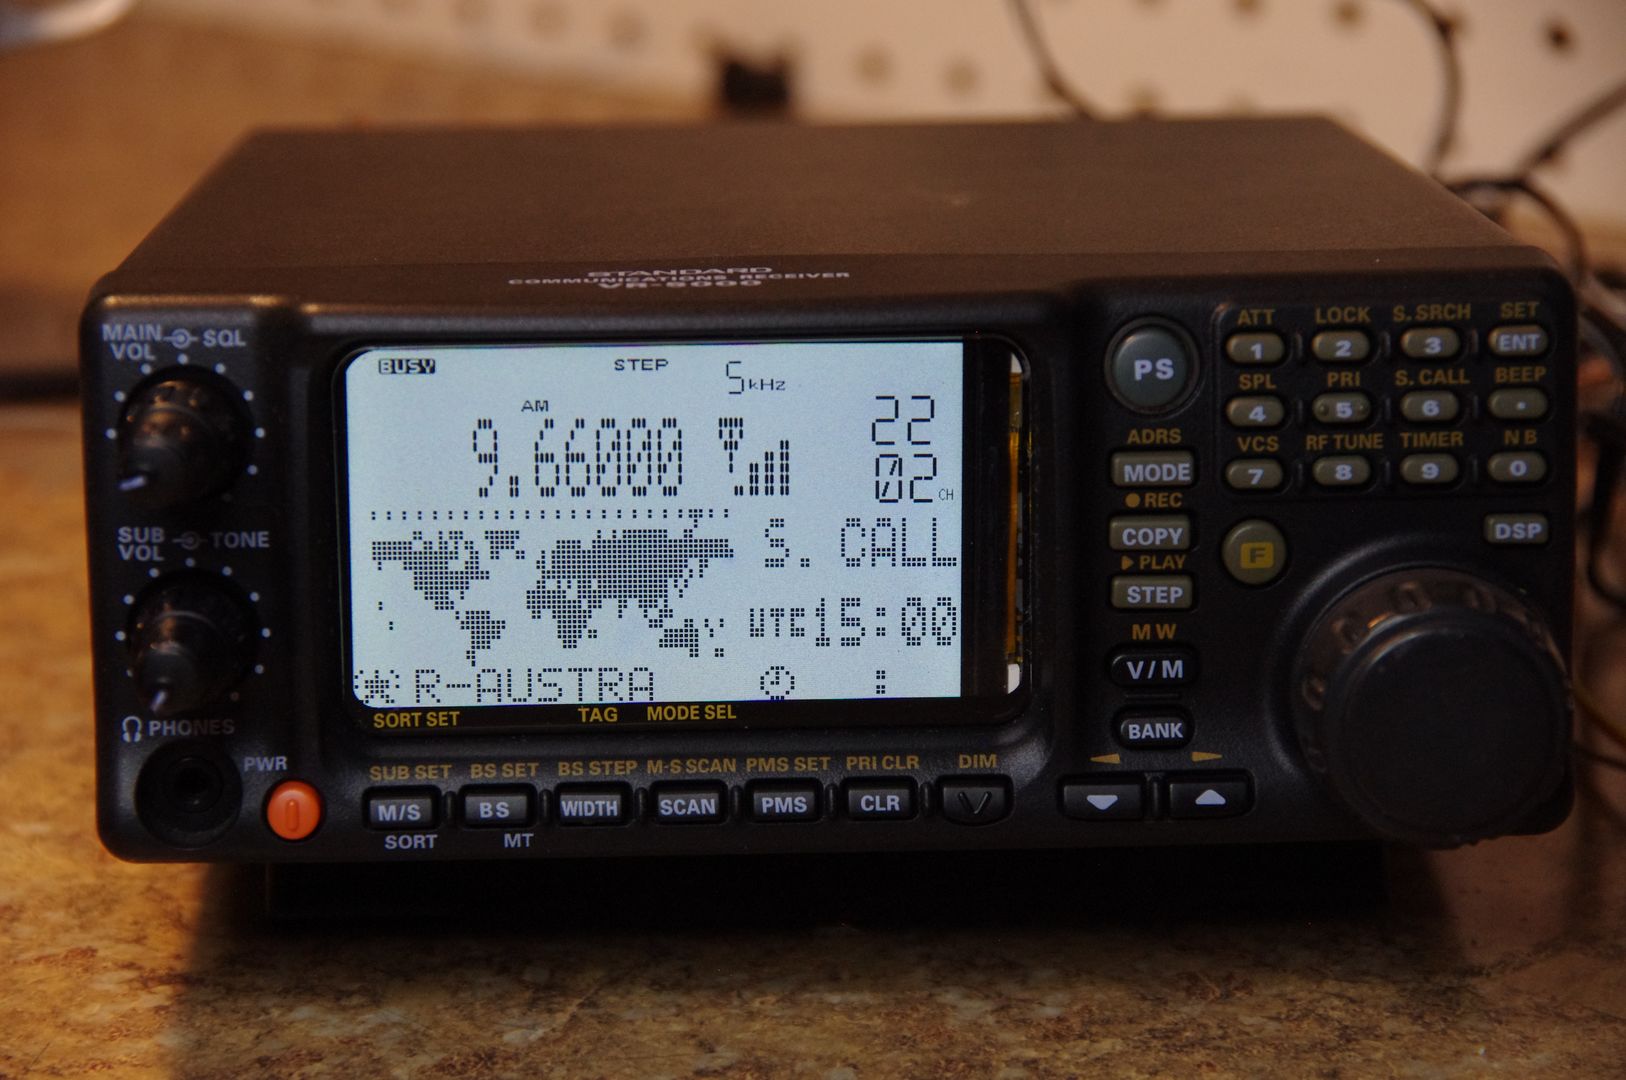 STANDARD
COMMUNICATIONS RECEIVER
VR-5000
MAIN VOL SQL
SUB VOL TONE
PHONES
PWR
BUSY STEP 5 kHz
AM
9.66000 22
02 CH
S. CALL
UTC 15:00
R-AUSTRA :
SORT SET TAG MODE SEL
SUB SET BS SET BS STEP M-S SCAN PMS SET PRI CLR DIM
M/S BS WIDTH SCAN PMS CLR V
SORT MT
PS
ADRS
MODE
REC
COPY
PLAY
STEP
MW
V/M
BANK
ATT LOCK S. SRCH SET
1 2 3 ENT
SPL PRI S. CALL BEEP
4 5 6 •
VCS RF TUNE TIMER NB
7 8 9 0
F DSP